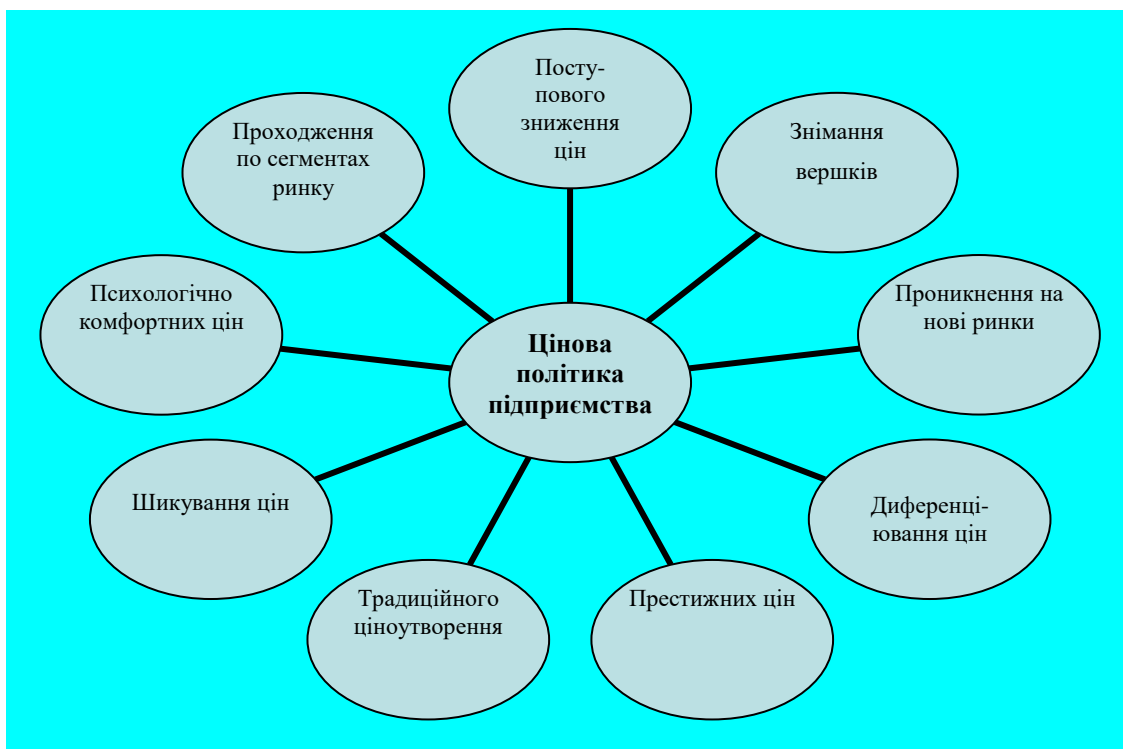 Посту-
пового
зниження
цін
Знімання
вершків
Проникнення на
нові ринки
Диференці-
ювання цін
Престижних цін
Традиційного
ціноутворення
Шикування цін
Психологічно
комфортних цін
Проходження
по сегментах
ринку
Цінова
політика
підприємства